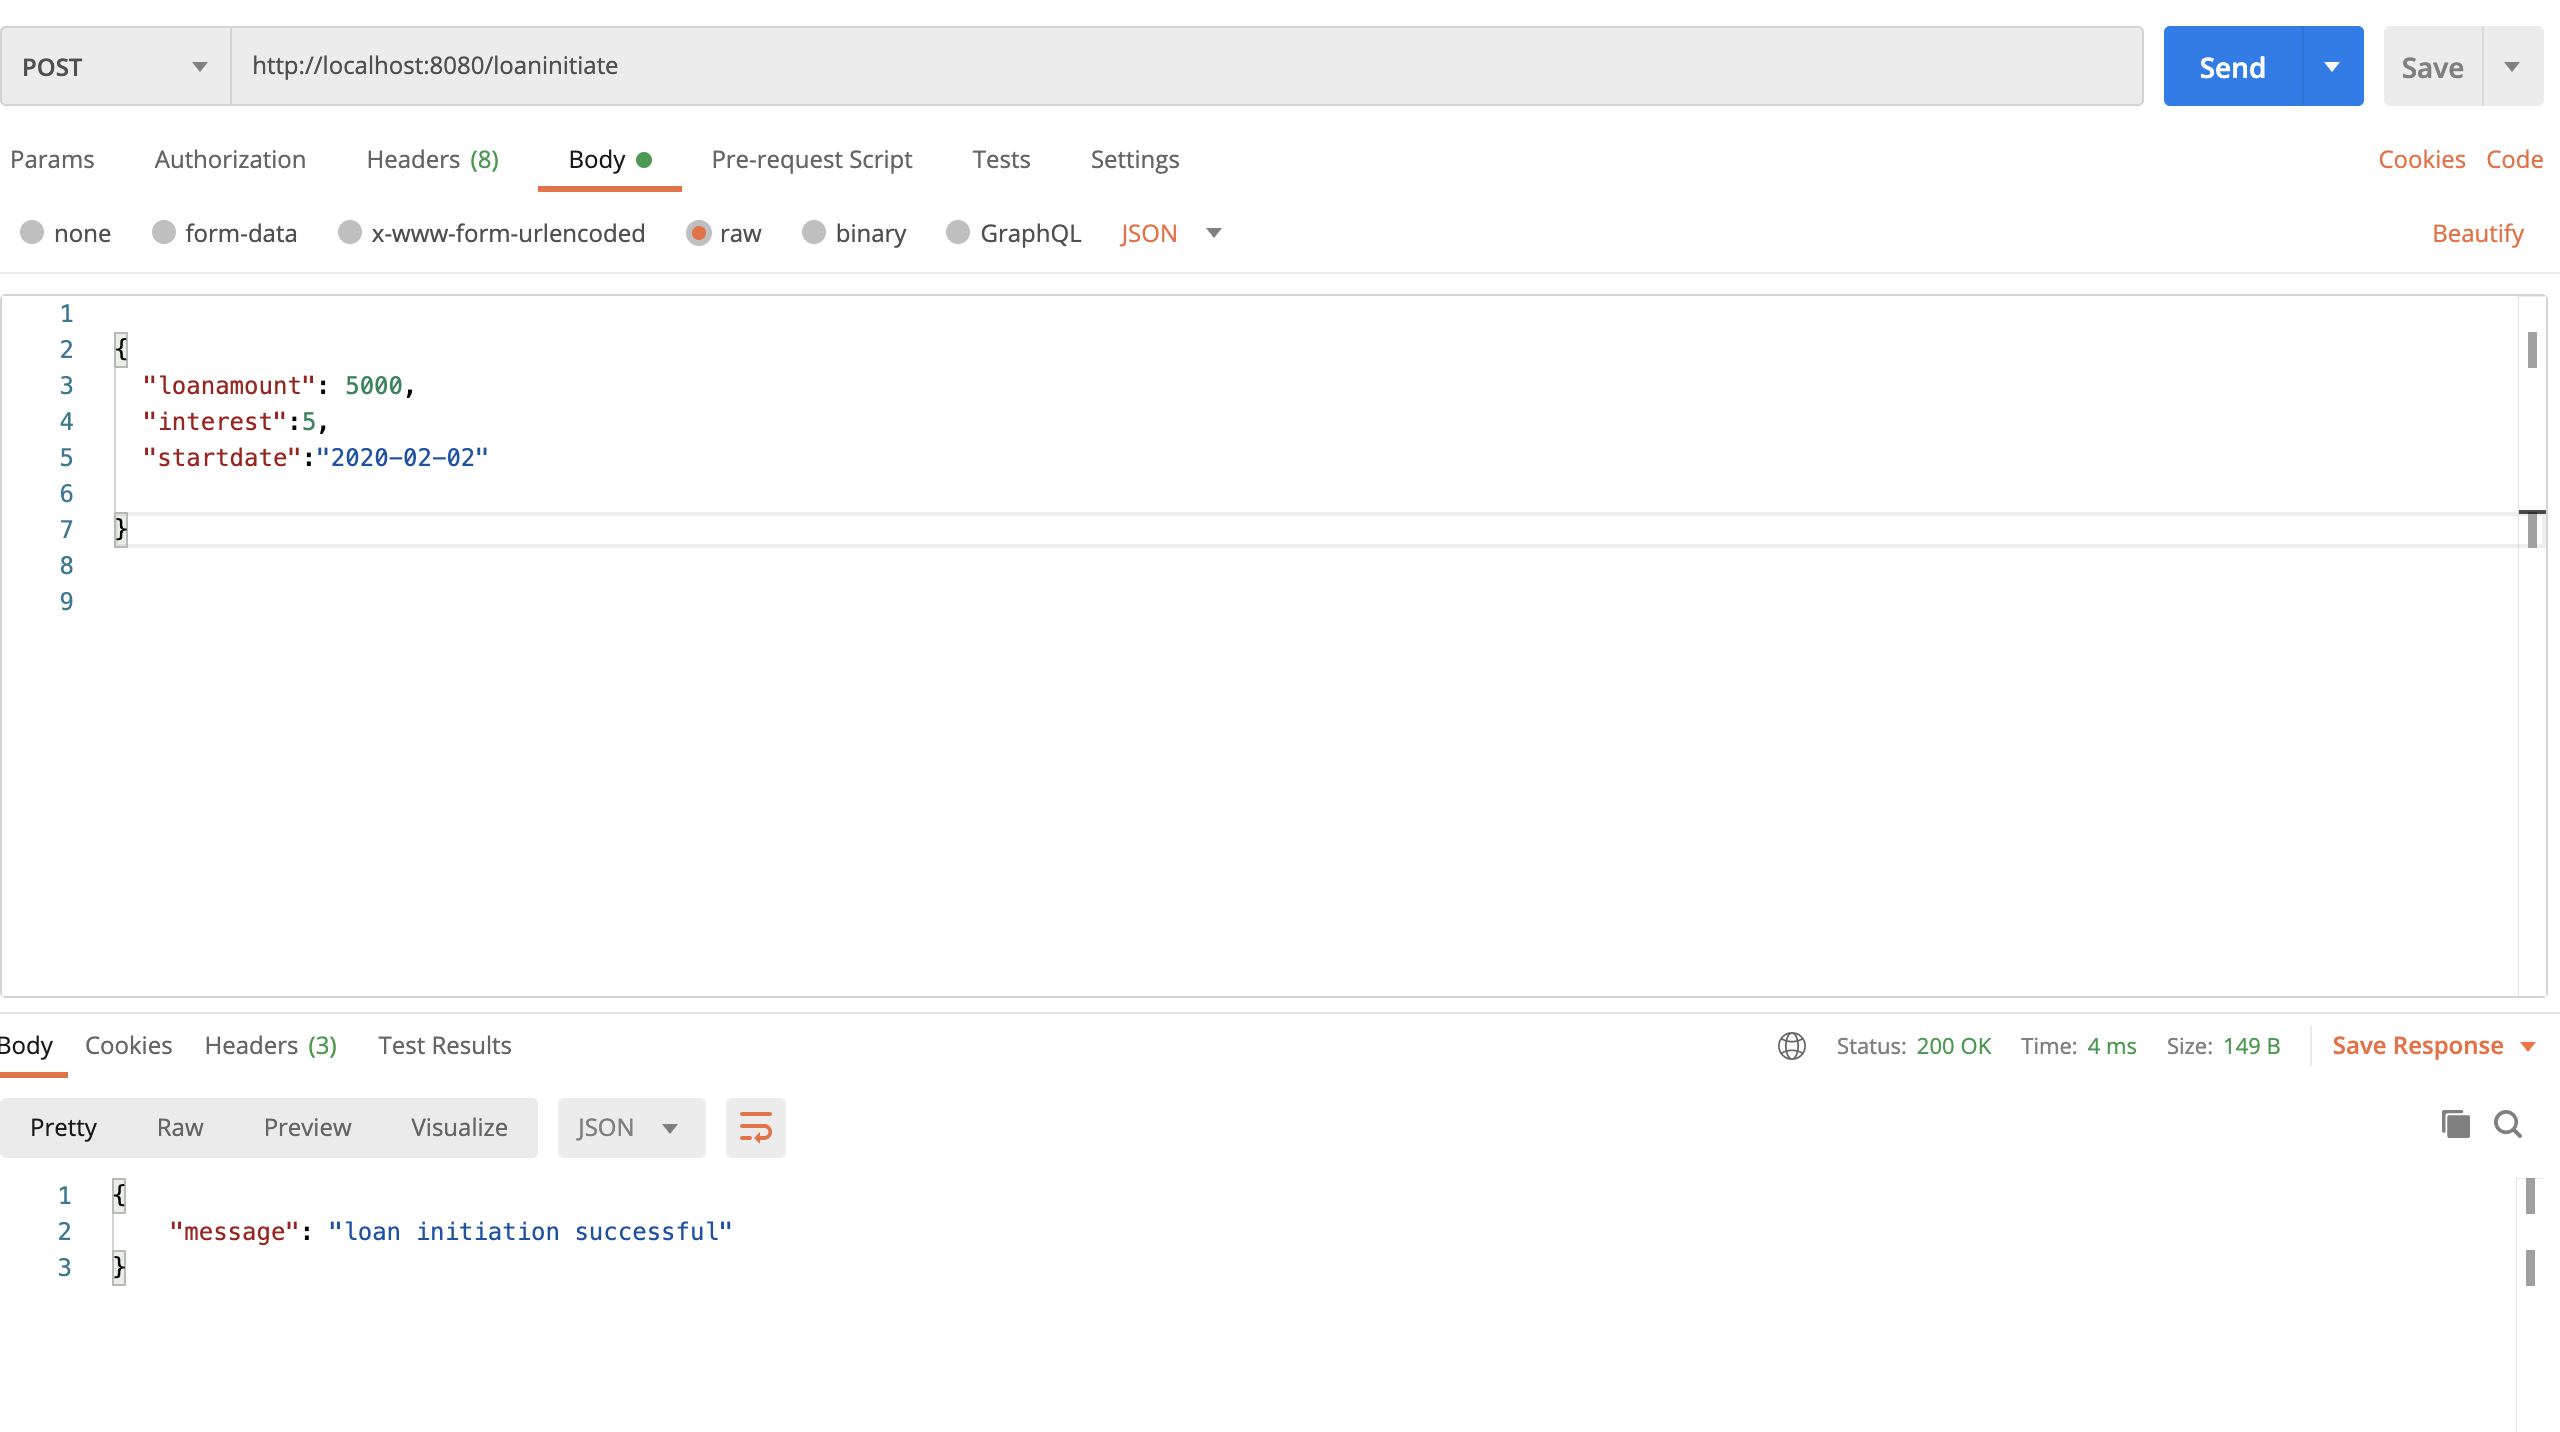 POST http://localhost:8080/loaninitiate Send Save
Params Authorization Headers (8) Body Pre-request Script Tests Settings Cookies Code
none form-data x-www-form-urlencoded raw binary GraphQL JSON Beautify
1
2 {
3 "loanamount": 5000,
4 "interest":5,
5 "startdate":"2020-02-02"
6
7 }
8
9
Body Cookies Headers (3) Test Results Status: 200 OK Time: 4 ms Size: 149 B Save Response
Pretty Raw Preview Visualize JSON
1 {
2 "message": "loan initiation successful"
3 }